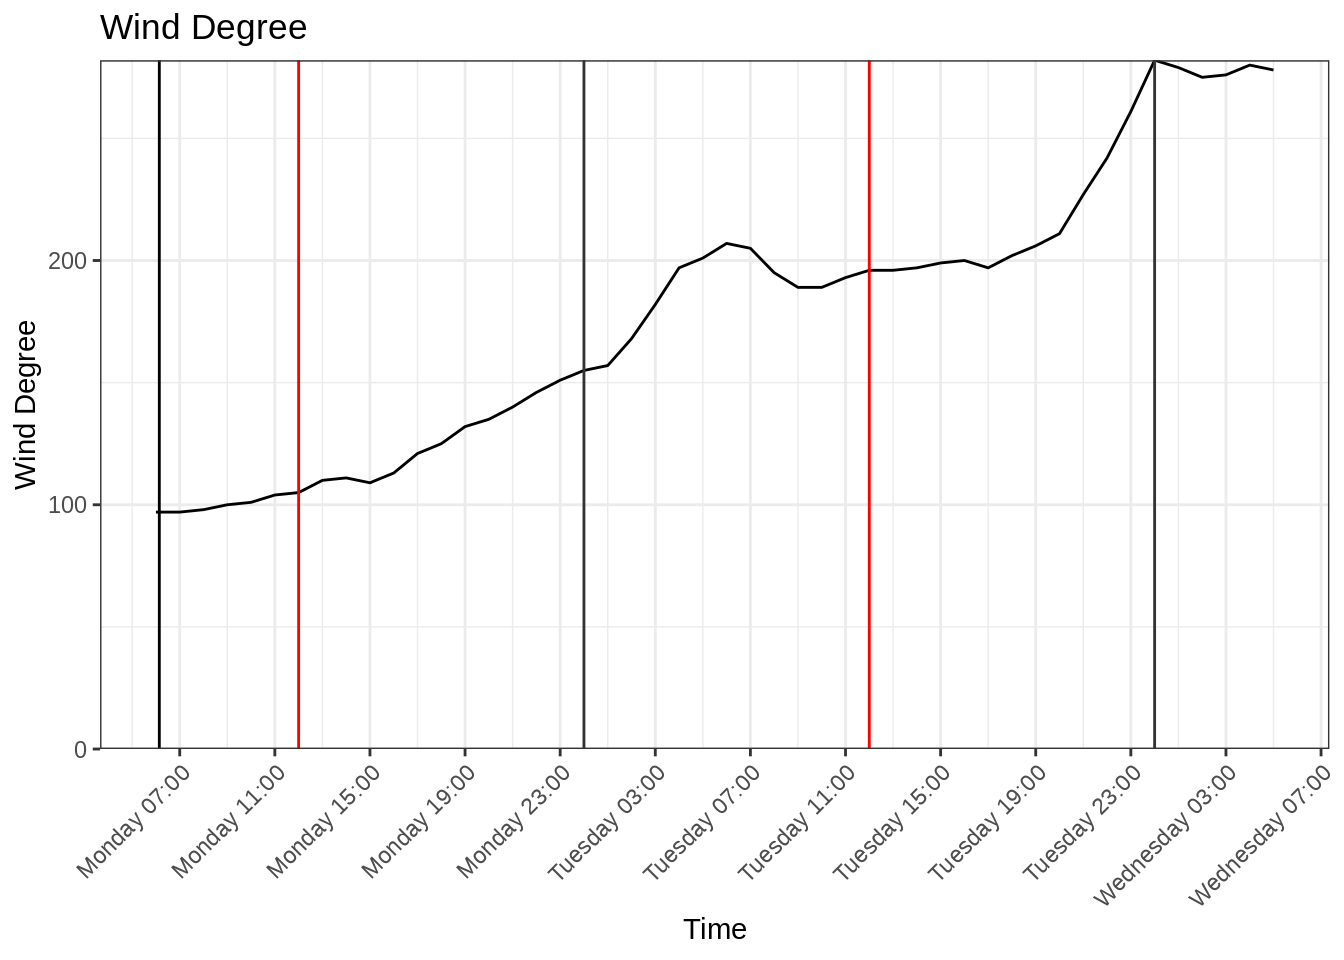 Wind Degree
Wind Degree
200
100
0
Monday 07:00
Monday 11:00
Monday 15:00
Monday 19:00
Monday 23:00
Tuesday 03:00
Tuesday 07:00
Tuesday 11:00
Tuesday 15:00
Tuesday 19:00
Tuesday 23:00
Wednesday 03:00
Wednesday 07:00
Time